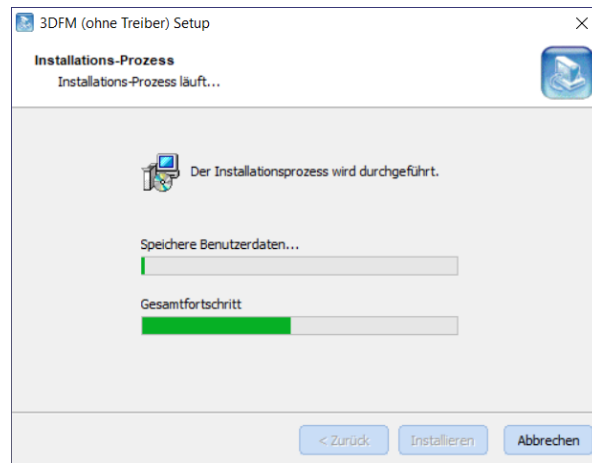 3DFM (ohne Treiber) Setup
Installations-Prozess
Installations-Prozess läuft...
Der Installationsprozess wird durchgeführt.
Speichere Benutzerdaten...
Gesamtfortschritt
< Zurück
Installieren
Abbrechen